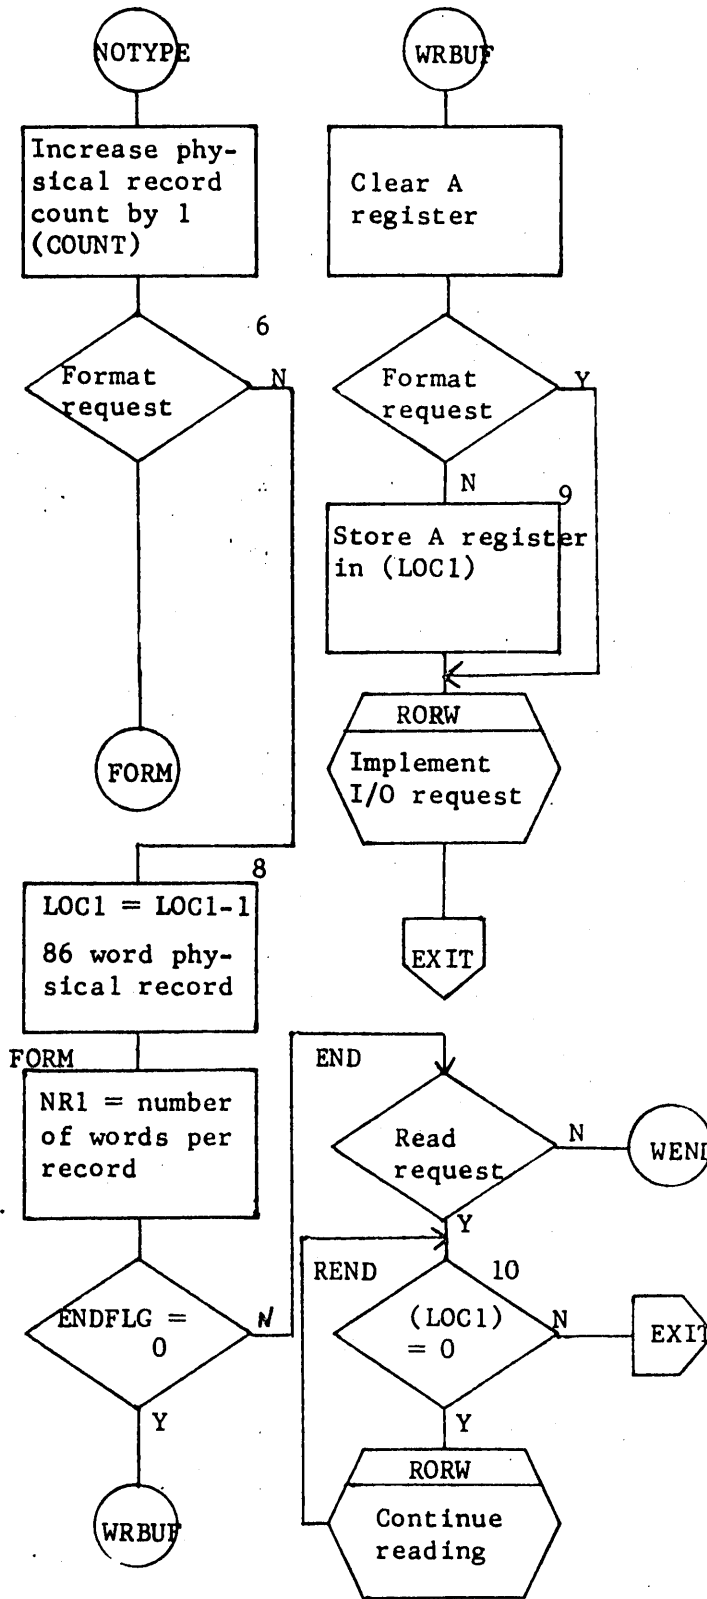 NOTYPE
Increase phy-
sical record
count by 1
(COUNT)
6
Format
request
N
FORM
8
LOC1 = LOC1-1
86 word phy-
sical record
FORM
NR1 = number
of words per
record
ENDFLG =
0
N
Y
WRBUF
WRBUF
Clear A
register
Format
request
Y
N
9
Store A register
in (LOC1)
RORW
Implement
I/O request
EXIT
END
Read
request
N
WEND
Y
REND
10
(LOC1)
= 0
N
EXIT
Y
RORW
Continue
reading